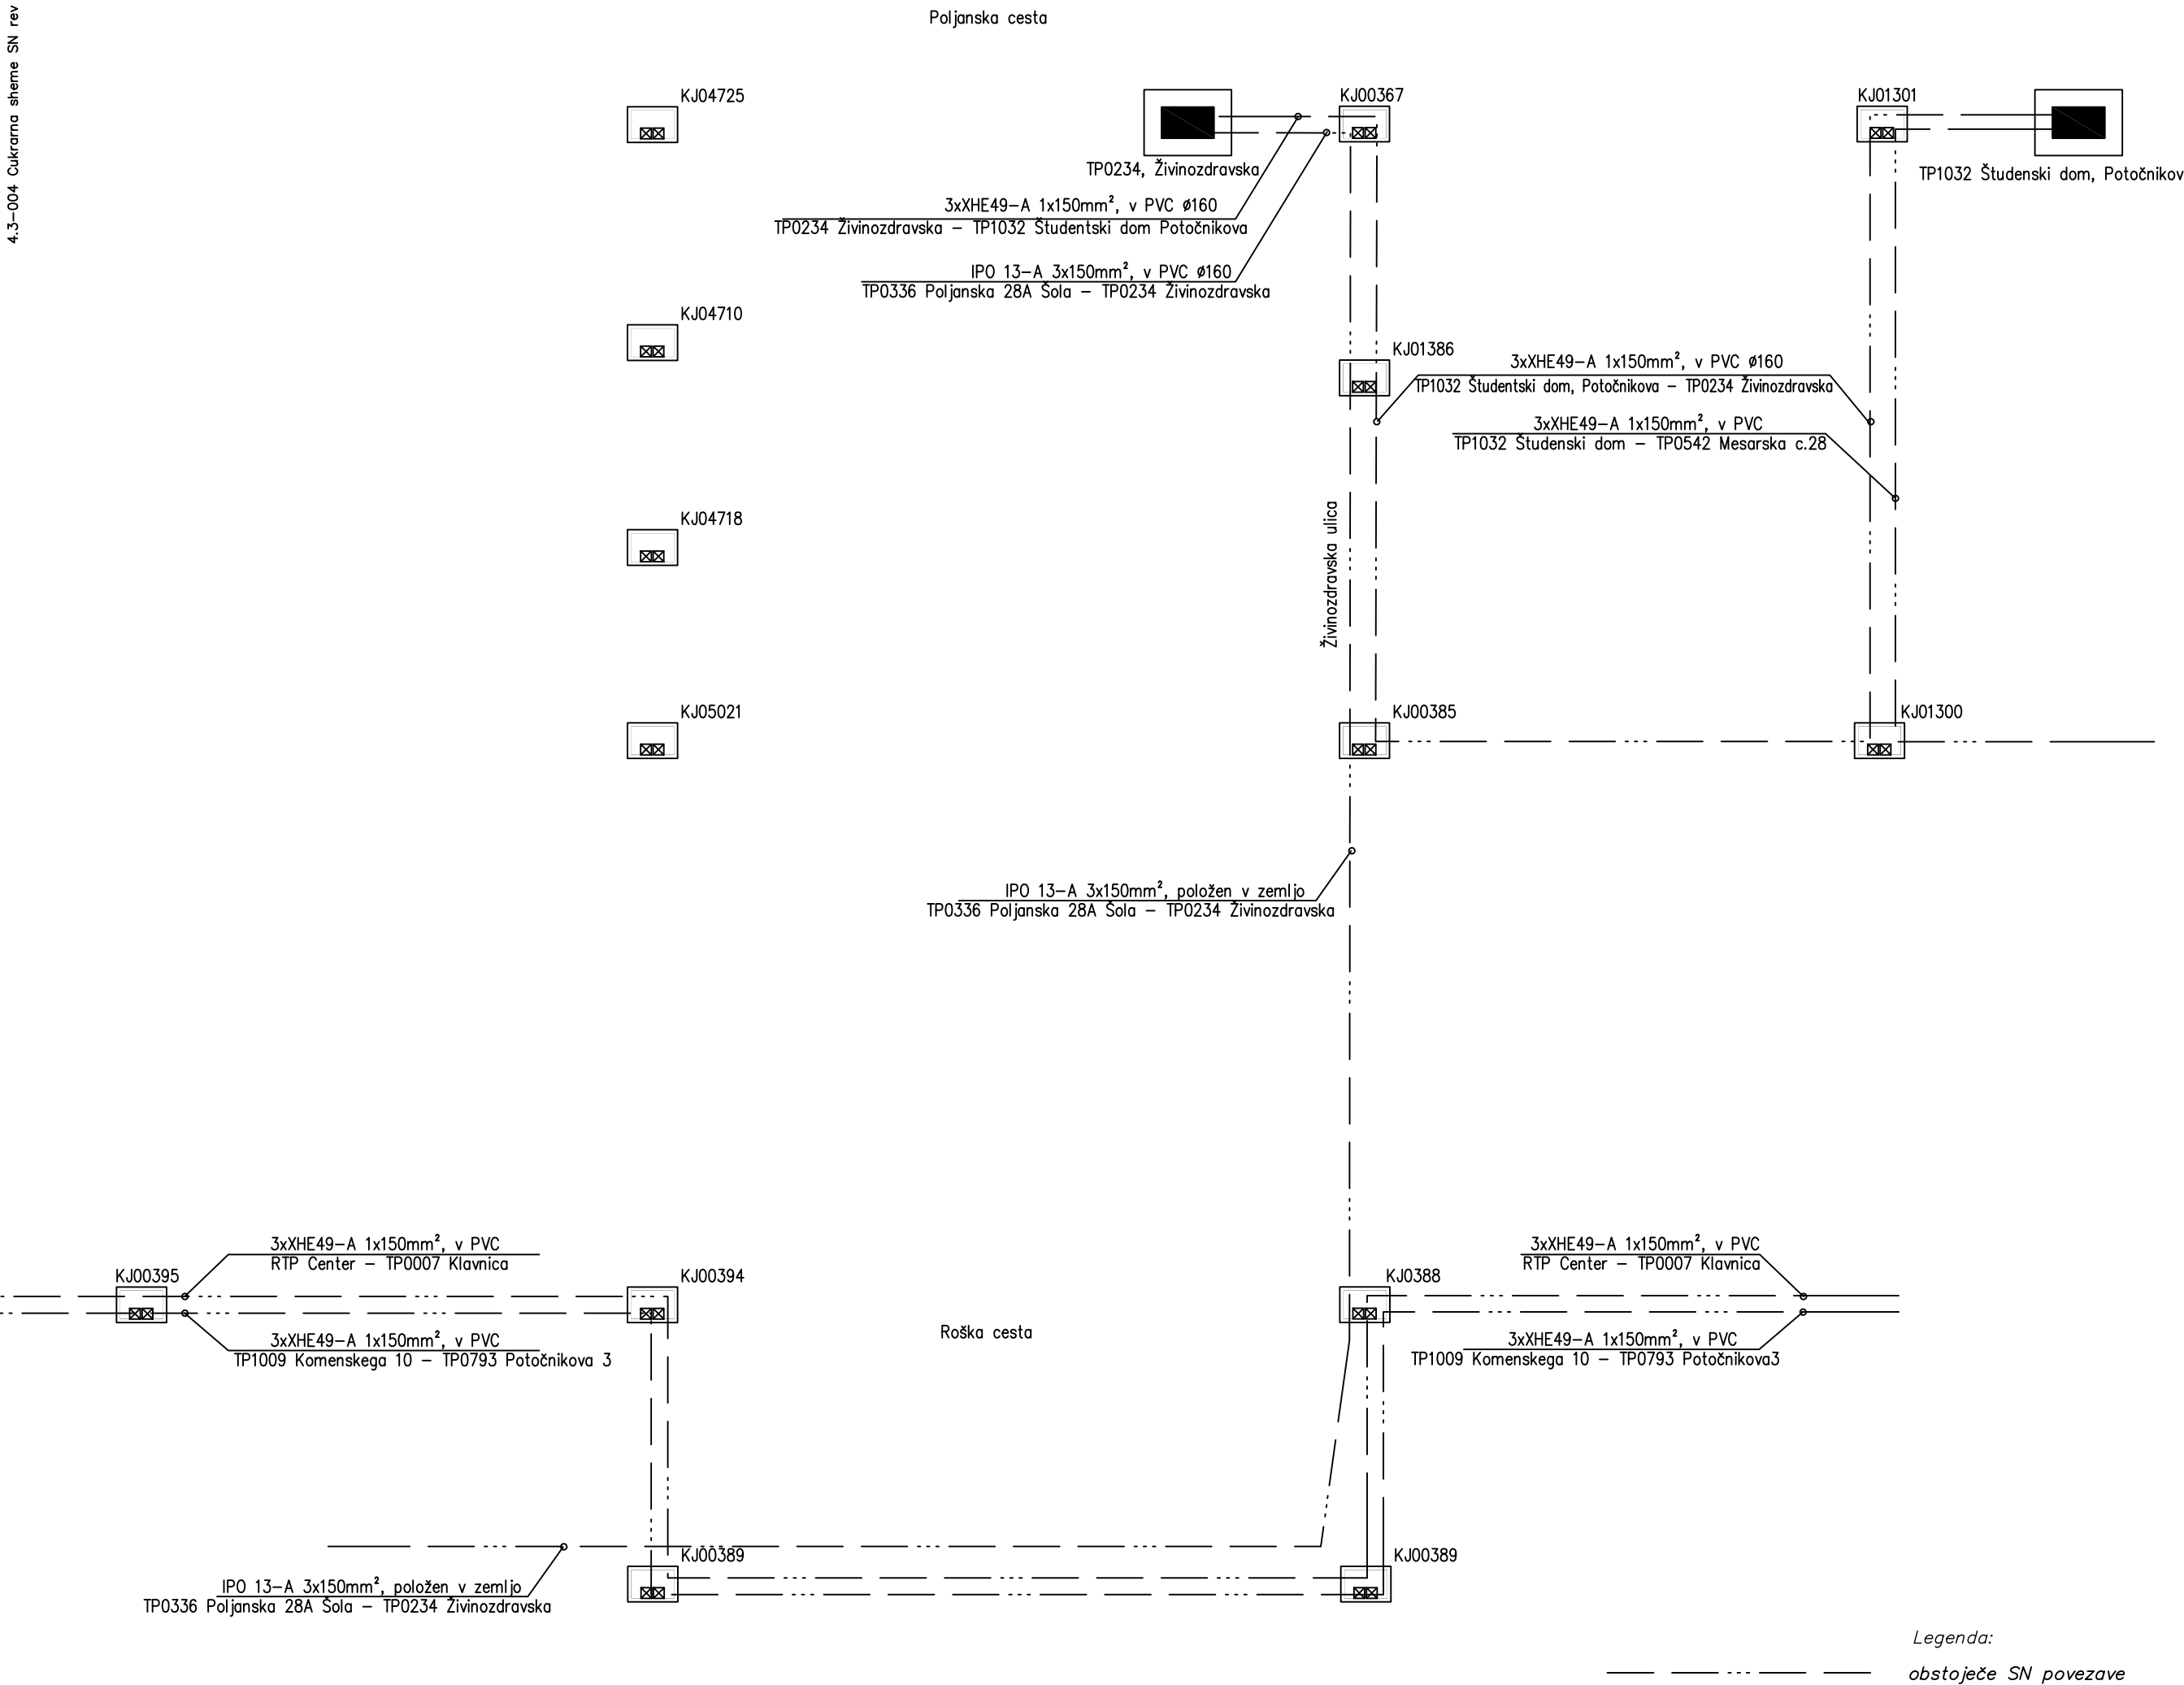 4.3-004 Cukrarna sheme SN rev
Poljanska cesta
KJ04725
KJ00367
KJ01301
TP0234, Živinozdravska
TP1032 Študenski dom, Potočnikov
3xXHE49-A 1x150mm², v PVC ø160
TP0234 Živinozdravska - TP1032 Študentski dom Potočnikova
IPO 13-A 3x150mm², v PVC ø160
TP0336 Poljanska 28A Šola - TP0234 Živinozdravska
KJ04710
KJ01386
3xXHE49-A 1x150mm², v PVC ø160
TP1032 Študentski dom, Potočnikova - TP0234 Živinozdravska
3xXHE49-A 1x150mm², v PVC
TP1032 Študenski dom - TP0542 Mesarska c.28
KJ04718
Živinozdravska ulica
KJ05021
KJ00385
KJ01300
IPO 13-A 3x150mm², položen v zemljo
TP0336 Poljanska 28A Šola - TP0234 Živinozdravska
3xXHE49-A 1x150mm², v PVC
RTP Center - TP0007 Klavnica
3xXHE49-A 1x150mm², v PVC
RTP Center - TP0007 Klavnica
KJ00395
KJ00394
KJ0388
Roška cesta
3xXHE49-A 1x150mm², v PVC
TP1009 Komenskega 10 - TP0793 Potočnikova 3
3xXHE49-A 1x150mm², v PVC
TP1009 Komenskega 10 - TP0793 Potočnikova3
KJ00389
KJ00389
IPO 13-A 3x150mm², položen v zemljo
TP0336 Poljanska 28A Šola - TP0234 Živinozdravska
Legenda:
obstoječe SN povezave